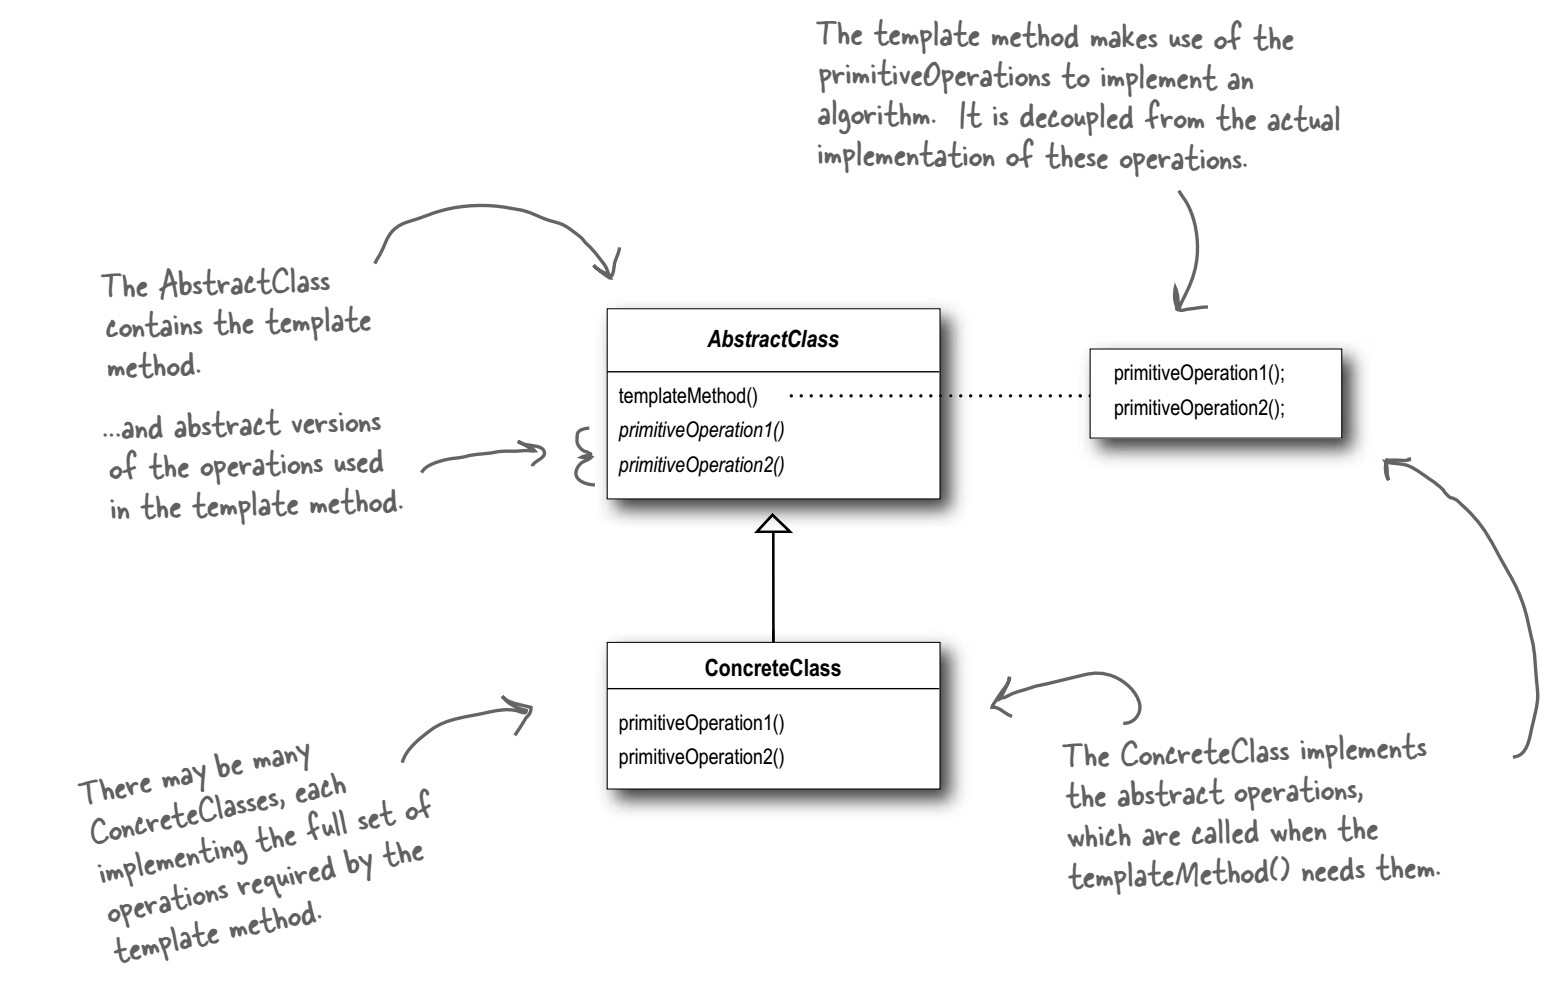 The template method makes use of the
primitiveOperations to implement an
algorithm. It is decoupled from the actual
implementation of these operations.
The AbstractClass
contains the template
method.
...and abstract versions
of the operations used
in the template method.
AbstractClass
templateMethod()
primitiveOperation1()
primitiveOperation2()
primitiveOperation1();
primitiveOperation2();
ConcreteClass
primitiveOperation1()
primitiveOperation2()
There may be many
ConcreteClasses, each
implementing the full set of
operations required by the
template method.
The ConcreteClass implements
the abstract operations,
which are called when the
templateMethod() needs them.